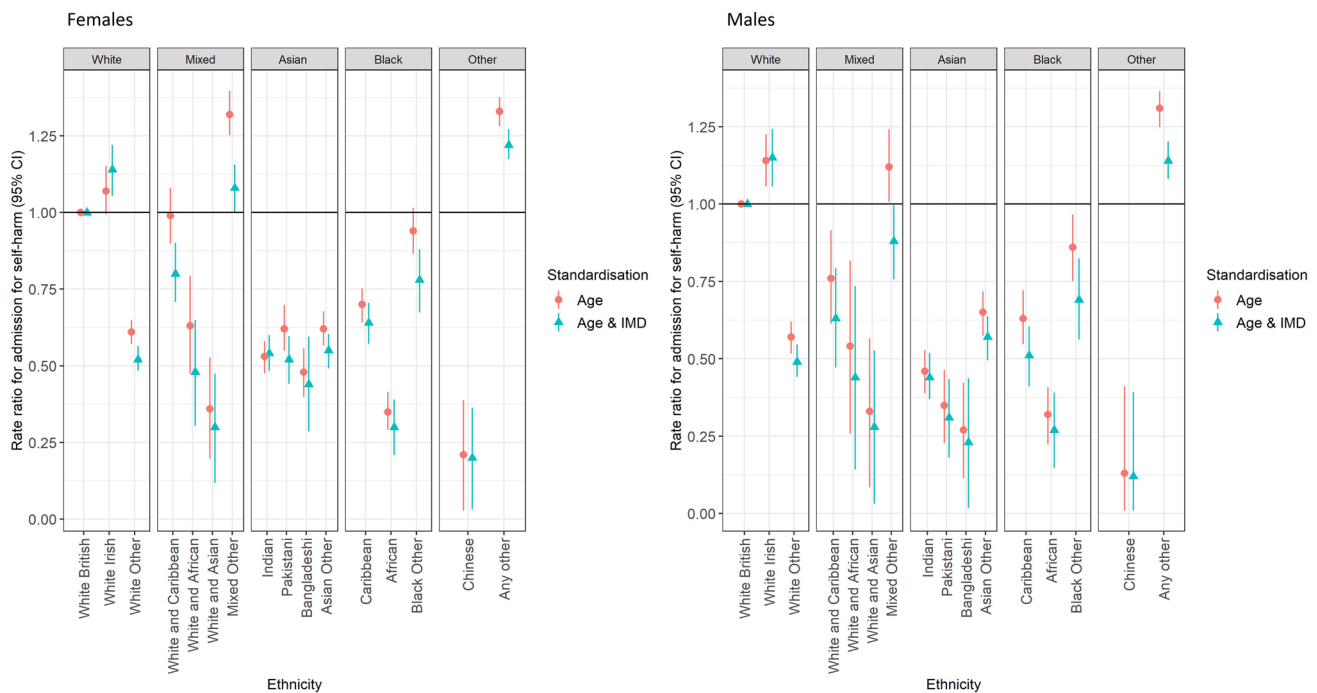 Females
White
Mixed
Asian
Black
Other
Rate ratio for admission for self-harm (95% CI)
1.25
1.00
0.75
0.50
0.25
0.00
White British
White Irish
White Other
White and Caribbean
White and African
White and Asian
Mixed Other
Indian
Pakistani
Bangladeshi
Asian Other
Caribbean
African
Black Other
Chinese
Any other
Ethnicity
Standardisation
Age
Age & IMD
Males
White
Mixed
Asian
Black
Other
Rate ratio for admission for self-harm (95% CI)
1.25
1.00
0.75
0.50
0.25
0.00
White British
White Irish
White Other
White and Caribbean
White and African
White and Asian
Mixed Other
Indian
Pakistani
Bangladeshi
Asian Other
Caribbean
African
Black Other
Chinese
Any other
Ethnicity
Standardisation
Age
Age & IMD